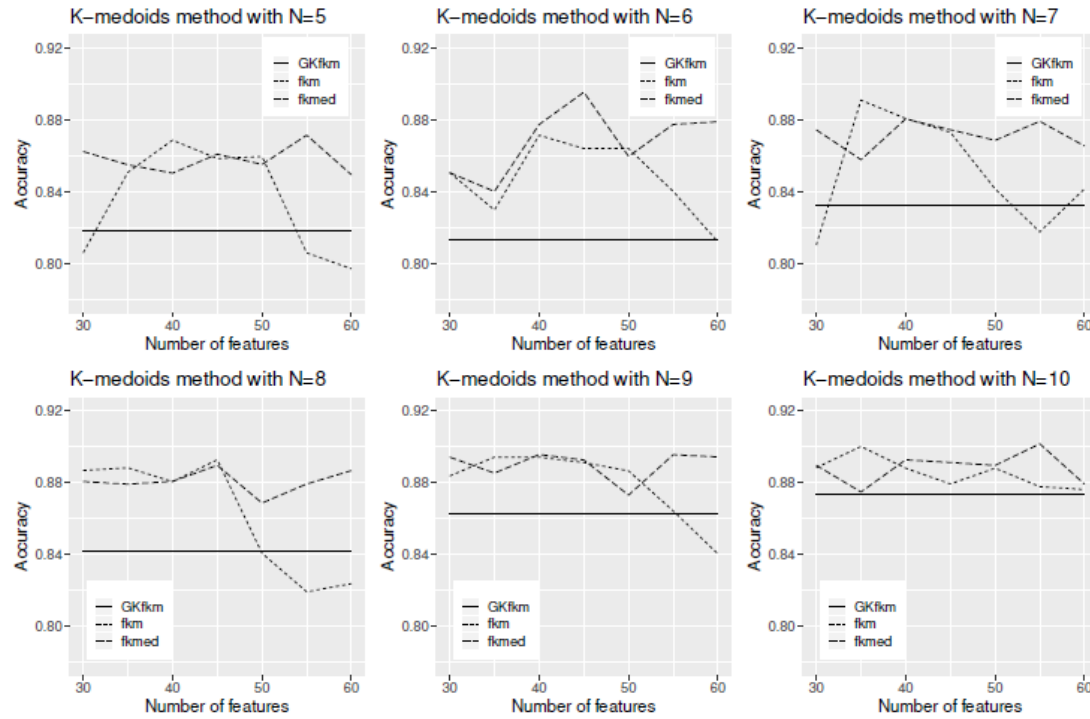 K-medoids method with N=5
0.92
0.88
0.84
0.80
Accuracy
GKfkm
fkm
fkmed
30 40 50 60
Number of features
K-medoids method with N=6
0.92
0.88
0.84
0.80
Accuracy
GKfkm
fkm
fkmed
30 40 50 60
Number of features
K-medoids method with N=7
0.92
0.88
0.84
0.80
Accuracy
GKfkm
fkm
fkmed
30 40 50 60
Number of features
K-medoids method with N=8
0.92
0.88
0.84
0.80
Accuracy
GKfkm
fkm
fkmed
30 40 50 60
Number of features
K-medoids method with N=9
0.92
0.88
0.84
0.80
Accuracy
GKfkm
fkm
fkmed
30 40 50 60
Number of features
K-medoids method with N=10
0.92
0.88
0.84
0.80
Accuracy
GKfkm
fkm
fkmed
30 40 50 60
Number of features